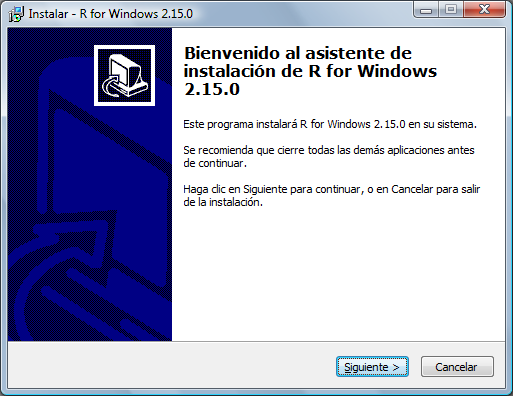 Instalar - R for Windows 2.15.0
Bienvenido al asistente de
instalación de R for Windows
2.15.0
Este programa instalará R for Windows 2.15.0 en su sistema.
Se recomienda que cierre todas las demás aplicaciones antes
de continuar.
Haga clic en Siguiente para continuar, o en Cancelar para salir
de la instalación.
Siguiente >
Cancelar